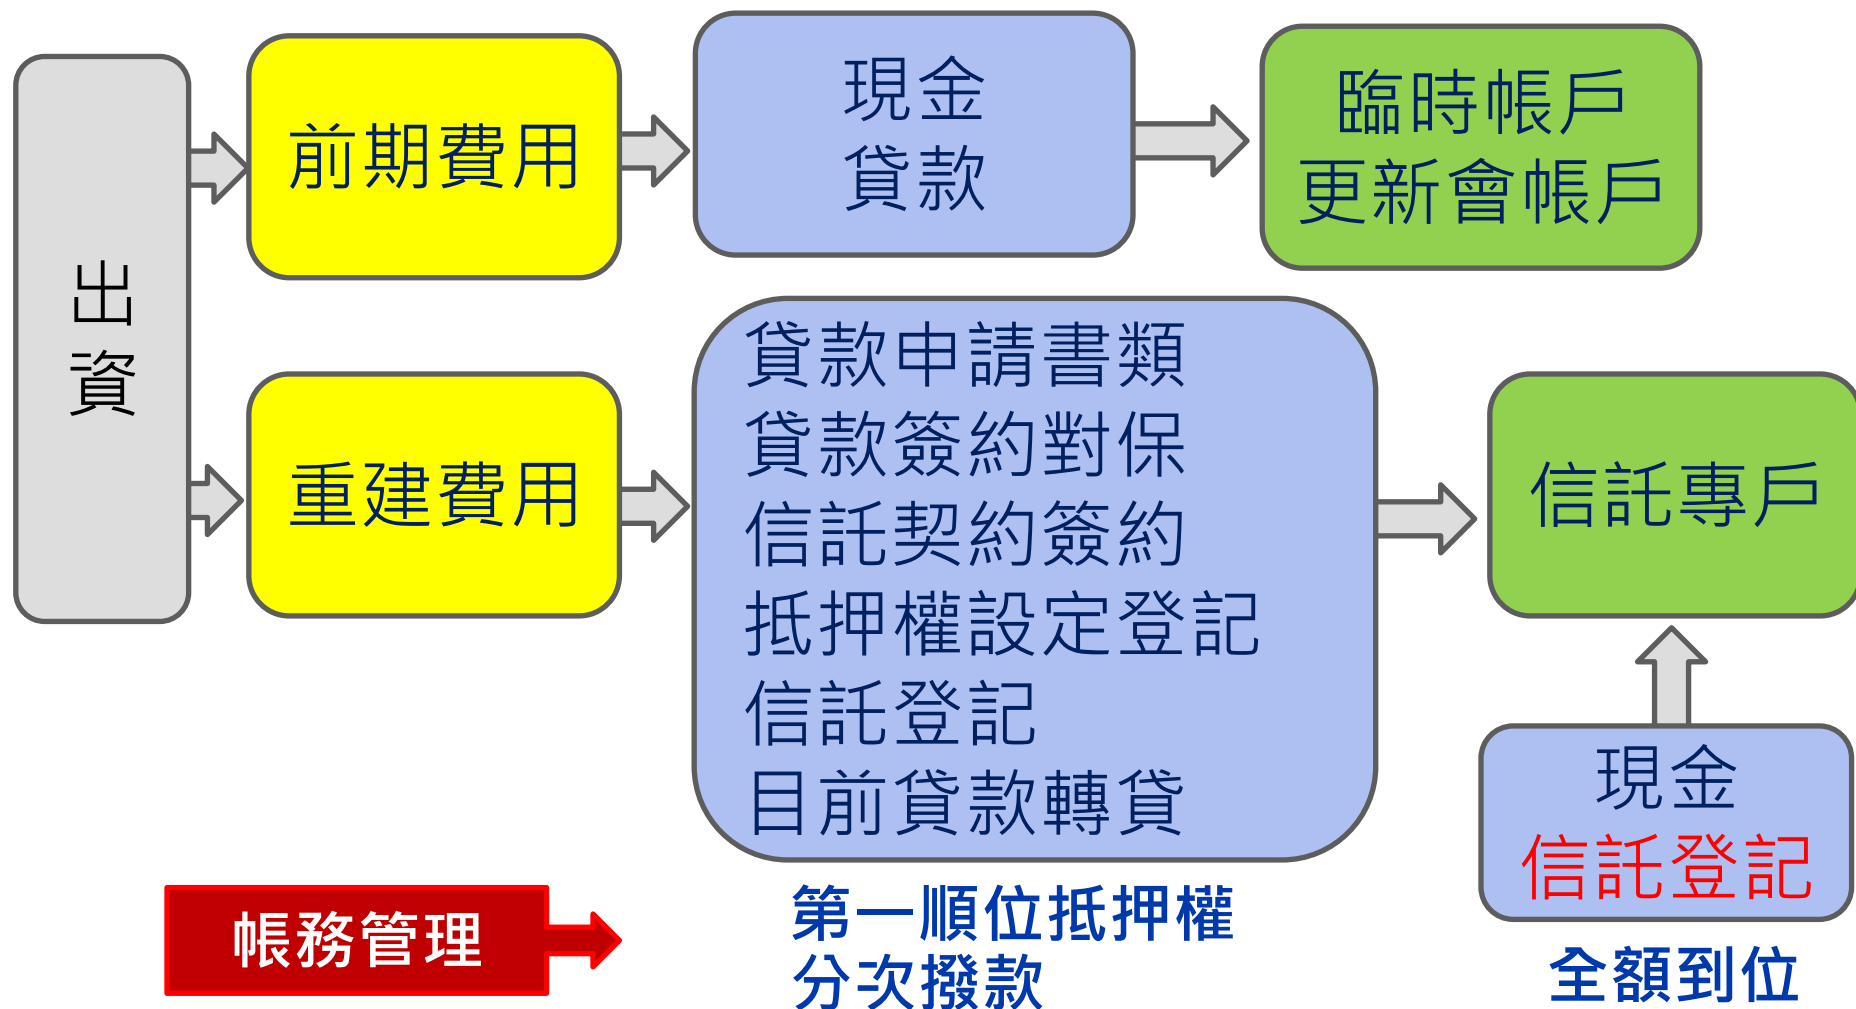 出
資
前期費用
現金
貸款
臨時帳戶
更新會帳戶
重建費用
貸款申請書類
貸款簽約對保
信託契約簽約
抵押權設定登記
信託登記
目前貸款轉貸
信託專戶
現金
信託登記
帳務管理
第一順位抵押權
分次撥款
全額到位